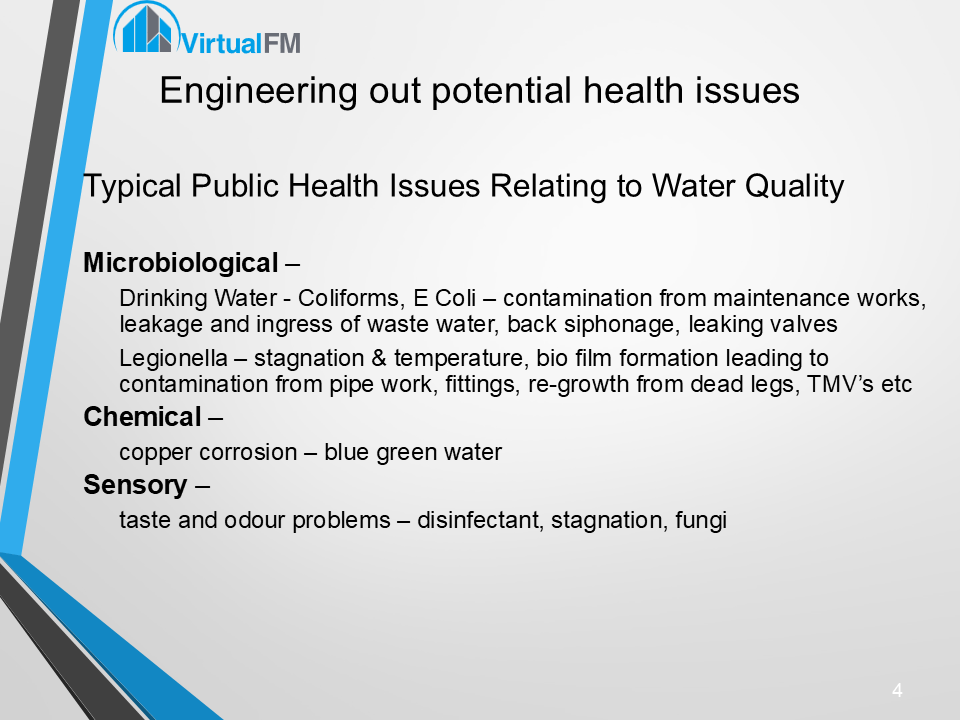 VirtualFM
Engineering out potential health issues
Typical Public Health Issues Relating to Water Quality
Microbiological –
Drinking Water - Coliforms, E Coli – contamination from maintenance works,
leakage and ingress of waste water, back siphonage, leaking valves
Legionella – stagnation & temperature, bio film formation leading to
contamination from pipe work, fittings, re-growth from dead legs, TMV’s etc
Chemical –
copper corrosion – blue green water
Sensory –
taste and odour problems – disinfectant, stagnation, fungi
4